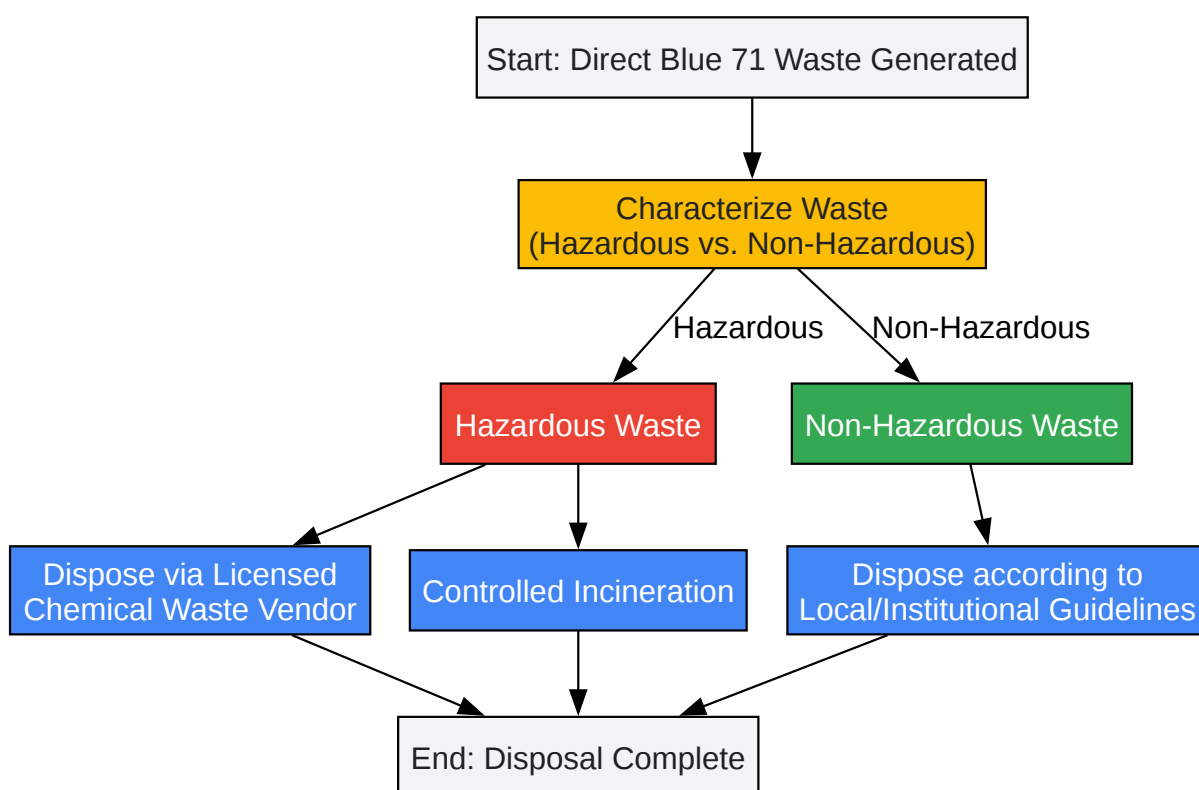 Start: Direct Blue 71 Waste Generated
Characterize Waste
(Hazardous vs. Non-Hazardous)
Hazardous
Non-Hazardous
Hazardous Waste
Non-Hazardous Waste
Dispose via Licensed
Chemical Waste Vendor
Controlled Incineration
Dispose according to
Local/Institutional Guidelines
End: Disposal Complete